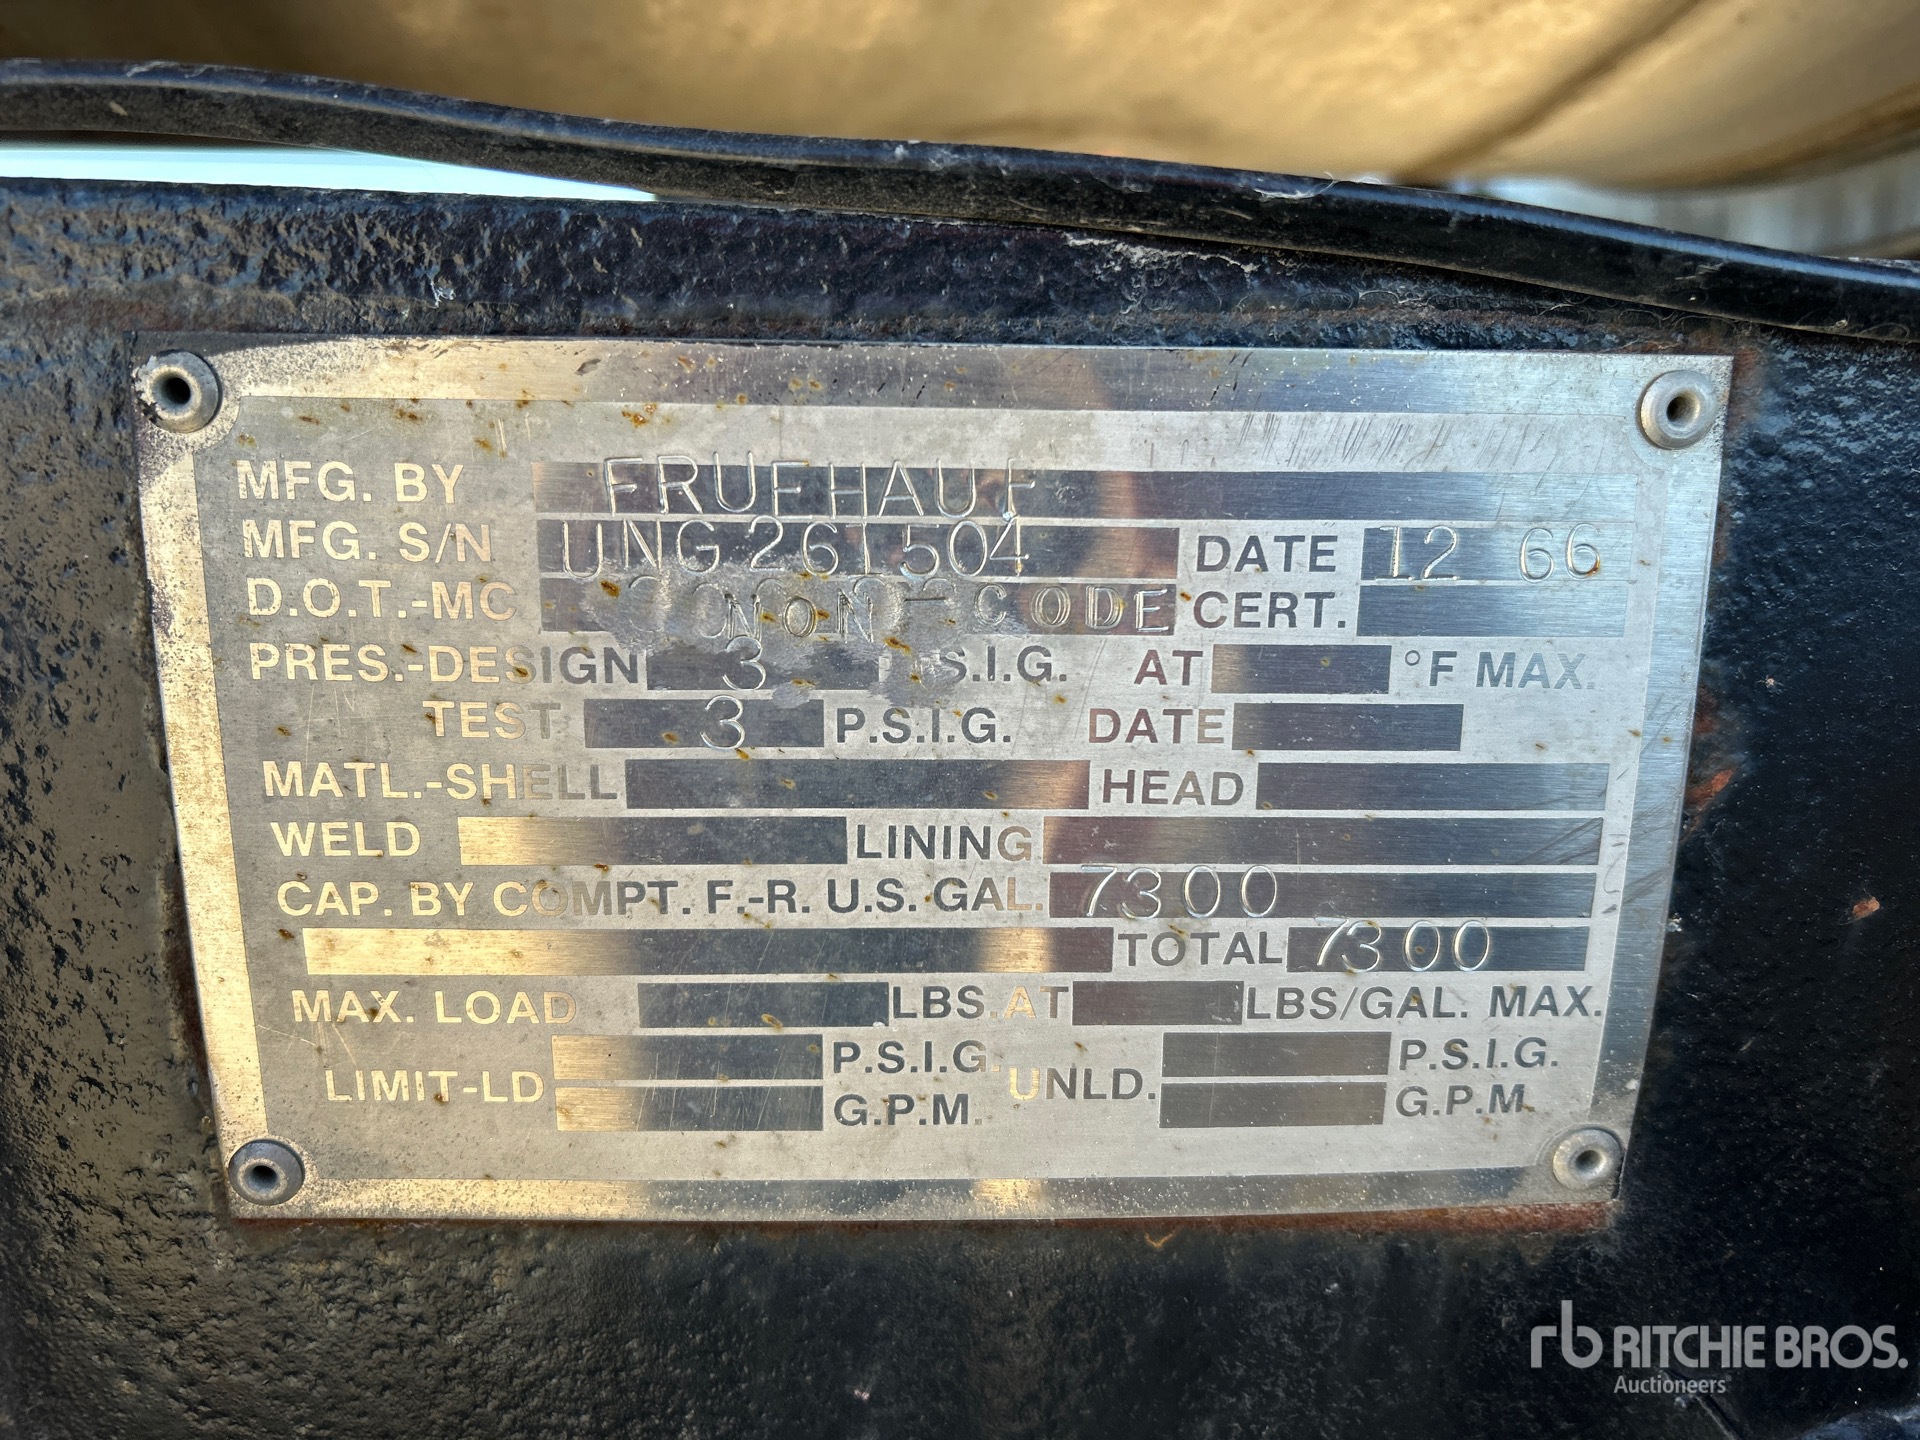 MFG. BY FRUEHAUF
MFG. S/N UNG261504 DATE 12 66
D.O.T.-MC NON-CODE CERT.
PRES.-DESIGN 3 P.S.I.G. AT °F MAX.
TEST 3 P.S.I.G. DATE
MATL.-SHELL HEAD
WELD LINING
CAP. BY COMPT. F.-R. U.S. GAL. 7300
TOTAL 7300
MAX. LOAD LBS. AT LBS/GAL. MAX.
LIMIT-LD P.S.I.G. UNLD. P.S.I.G.
G.P.M. G.P.M.
rb RITCHIE BROS.
Auctioneers